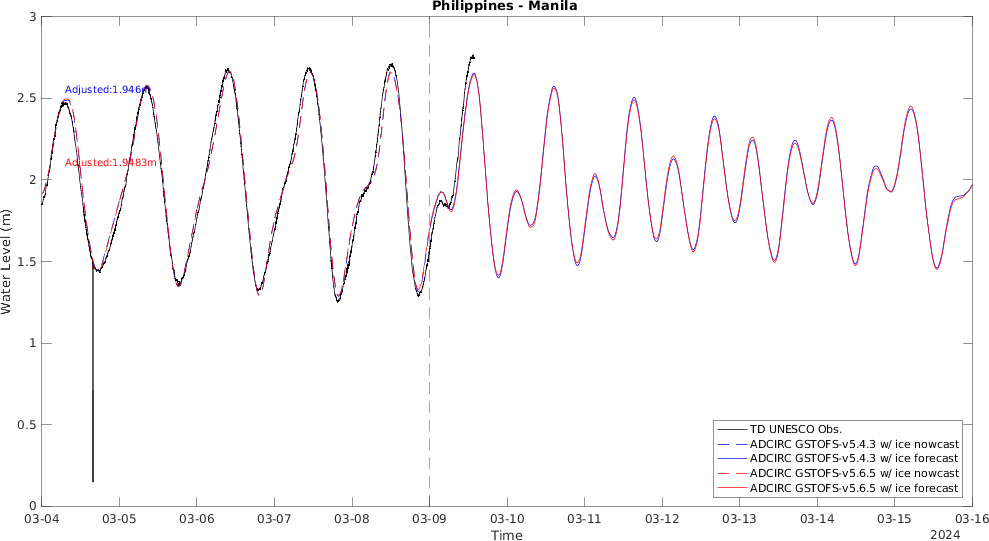 Philippines - Manila
3
2.5
2
1.5
1
0.5
0
Water Level (m)
Adjusted:1.946m
Adjusted:1.9483m
TD UNESCO Obs.
ADCIRC GSTOFS-v5.4.3 w/ ice nowcast
ADCIRC GSTOFS-v5.4.3 w/ ice forecast
ADCIRC GSTOFS-v5.6.5 w/ ice nowcast
ADCIRC GSTOFS-v5.6.5 w/ ice forecast
03-04 03-05 03-06 03-07 03-08 03-09 03-10 03-11 03-12 03-13 03-14 03-15 03-16
Time
2024